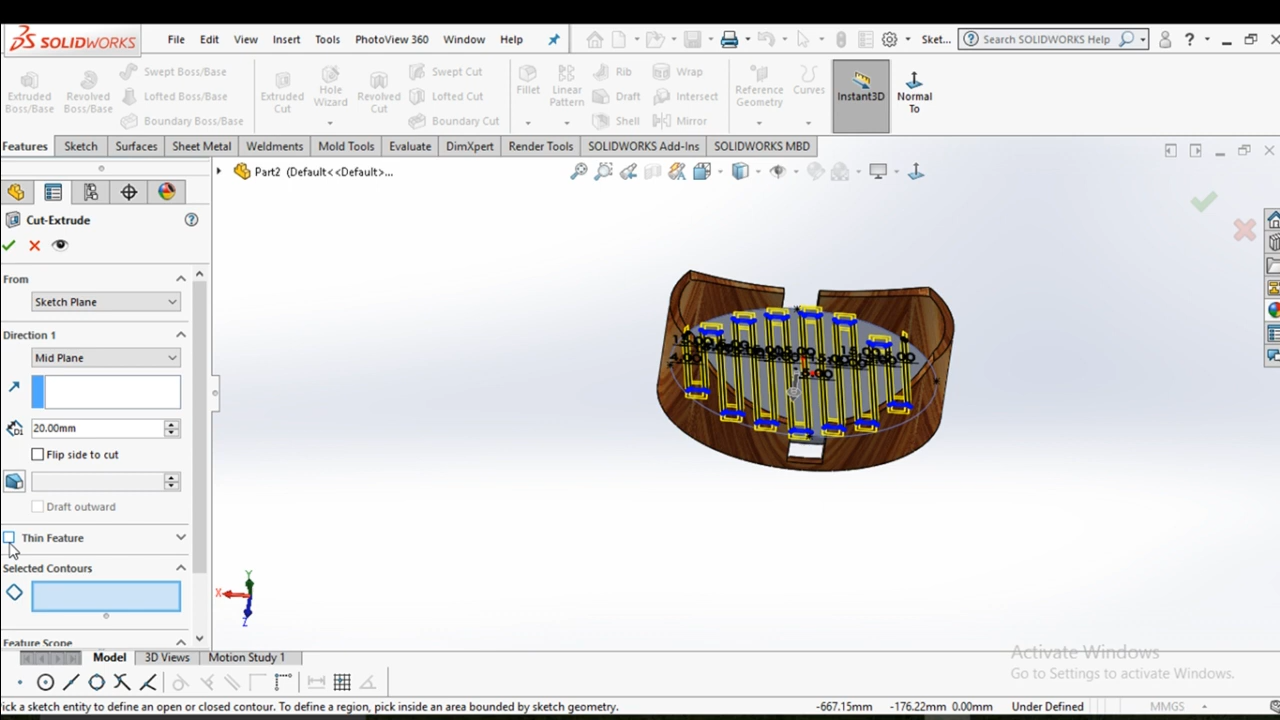 SOLIDWORKS File Edit View Insert Tools PhotoView 360 Window Help Sket... Search SOLIDWORKS Help ?
Extruded Boss/Base
Revolved Boss/Base
Swept Boss/Base
Lofted Boss/Base
Boundary Boss/Base
Extruded Cut
Hole Wizard
Revolved Cut
Swept Cut
Lofted Cut
Boundary Cut
Fillet
Linear Pattern
Rib
Draft
Shell
Wrap
Intersect
Mirror
Reference Geometry
Curves
Instant3D
Normal To
Features Sketch Surfaces Sheet Metal Weldments Mold Tools Evaluate DimXpert Render Tools SOLIDWORKS Add-Ins SOLIDWORKS MBD
Part2 (Default<<Default>...
Cut-Extrude
From
Sketch Plane
Direction 1
Mid Plane
20.00mm
Flip side to cut
Draft outward
Thin Feature
Selected Contours
Feature Scope
4.00
5.00
X
Y
Z
Activate Windows
Go to Settings to activate Windows.
Model 3D Views Motion Study 1
ick a sketch entity to define an open or closed contour. To define a region, pick inside an area bounded by sketch geometry. -667.15mm -176.22mm 0.00mm Under Defined MMGS